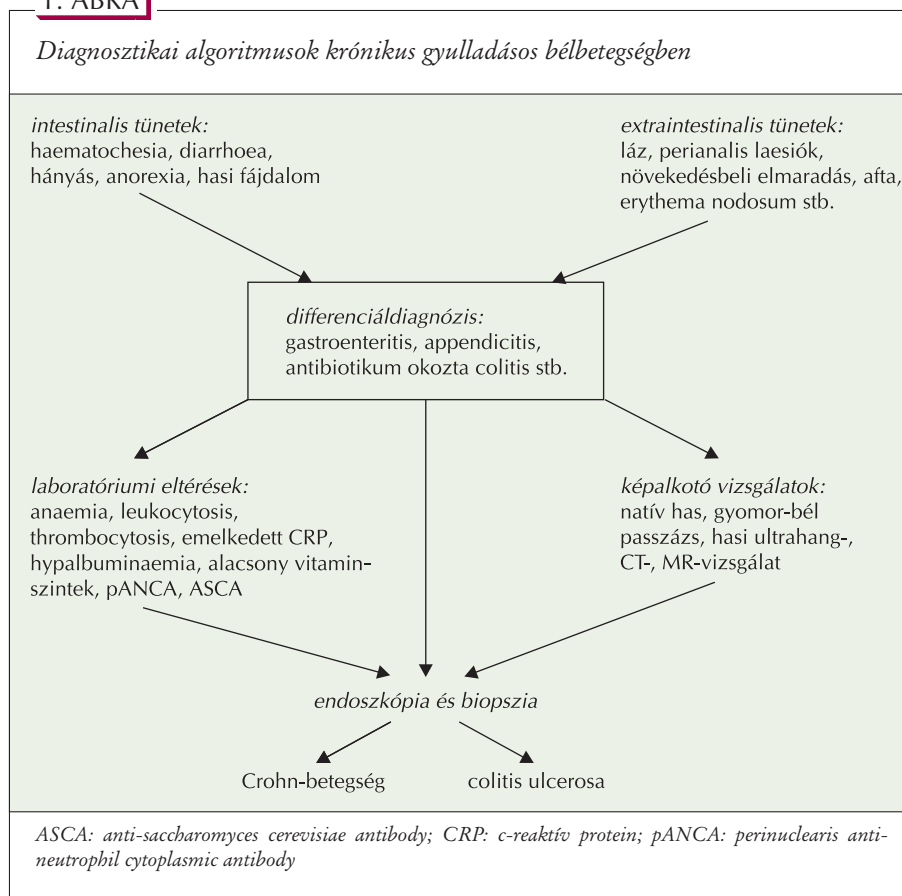 1. ÁBRA
Diagnosztikai algoritmusok krónikus gyulladásos bélbetegségben
intestinalis tünetek:
haematochesia, diarrhoea,
hányás, anorexia, hasi fájdalom
extraintestinalis tünetek:
láz, perianalis laesiók,
növekedésbeli elmaradás, afta,
erythema nodosum stb.
differenciáldiagnózis:
gastroenteritis, appendicitis,
antibiotikum okozta colitis stb.
laboratóriumi eltérések:
anaemia, leukocytosis,
thrombocytosis, emelkedett CRP,
hypalbuminaemia, alacsony vitamin-
szintek, pANCA, ASCA
képalkotó vizsgálatok:
natív has, gyomor-bél
passzázs, hasi ultrahang-,
CT-, MR-vizsgálat
endoszkópia és biopszia
Crohn-betegség
colitis ulcerosa
ASCA: anti-saccharomyces cerevisiae antibody; CRP: c-reaktív protein; pANCA: perinuclearis anti-
neutrophil cytoplasmic antibody